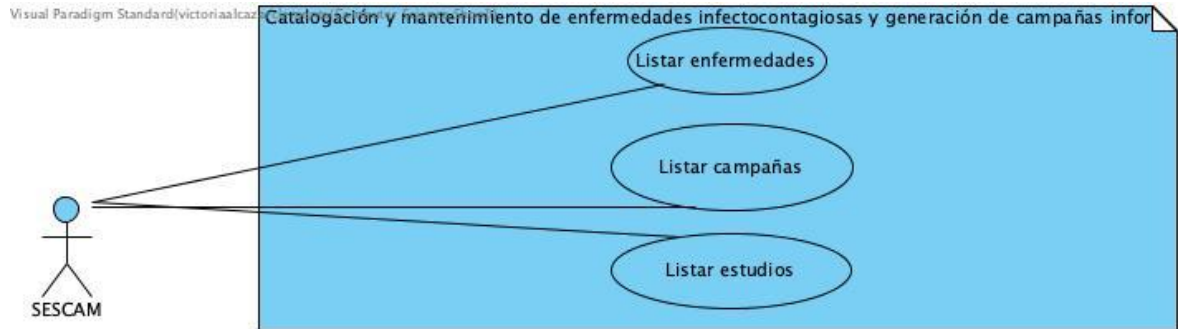 Visual Paradigm Standard(victoriaalcaz
Catalogación y mantenimiento de enfermedades infectocontagiosas y generación de campañas infor
Listar enfermedades
Listar campañas
Listar estudios
SESCAM